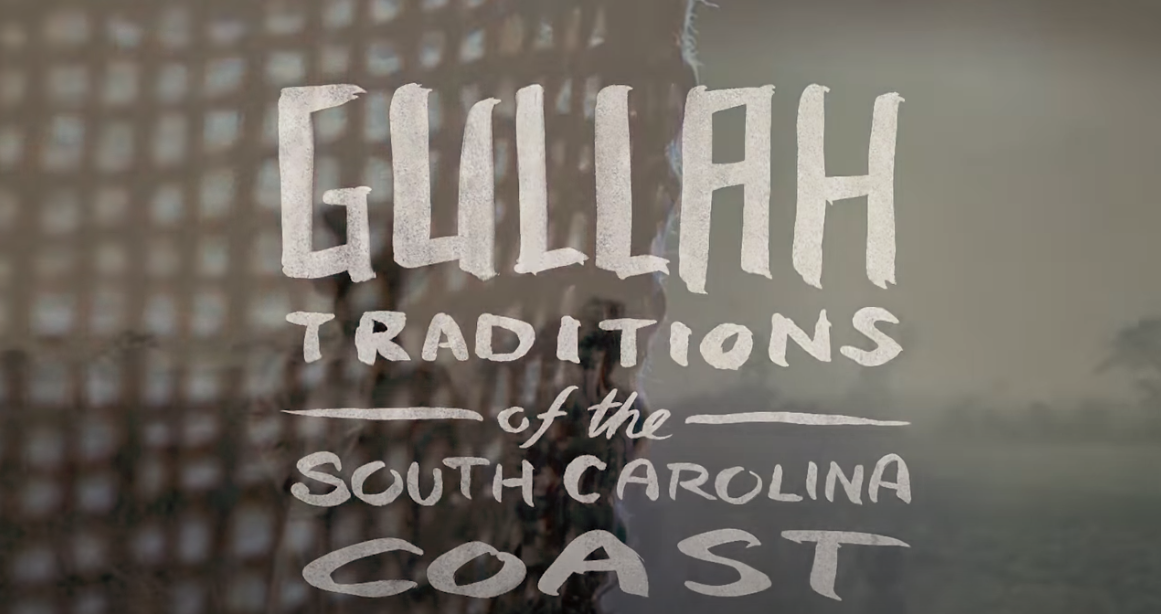 GULLAH
TRADITIONS
of the
SOUTH CAROLINA
COAST